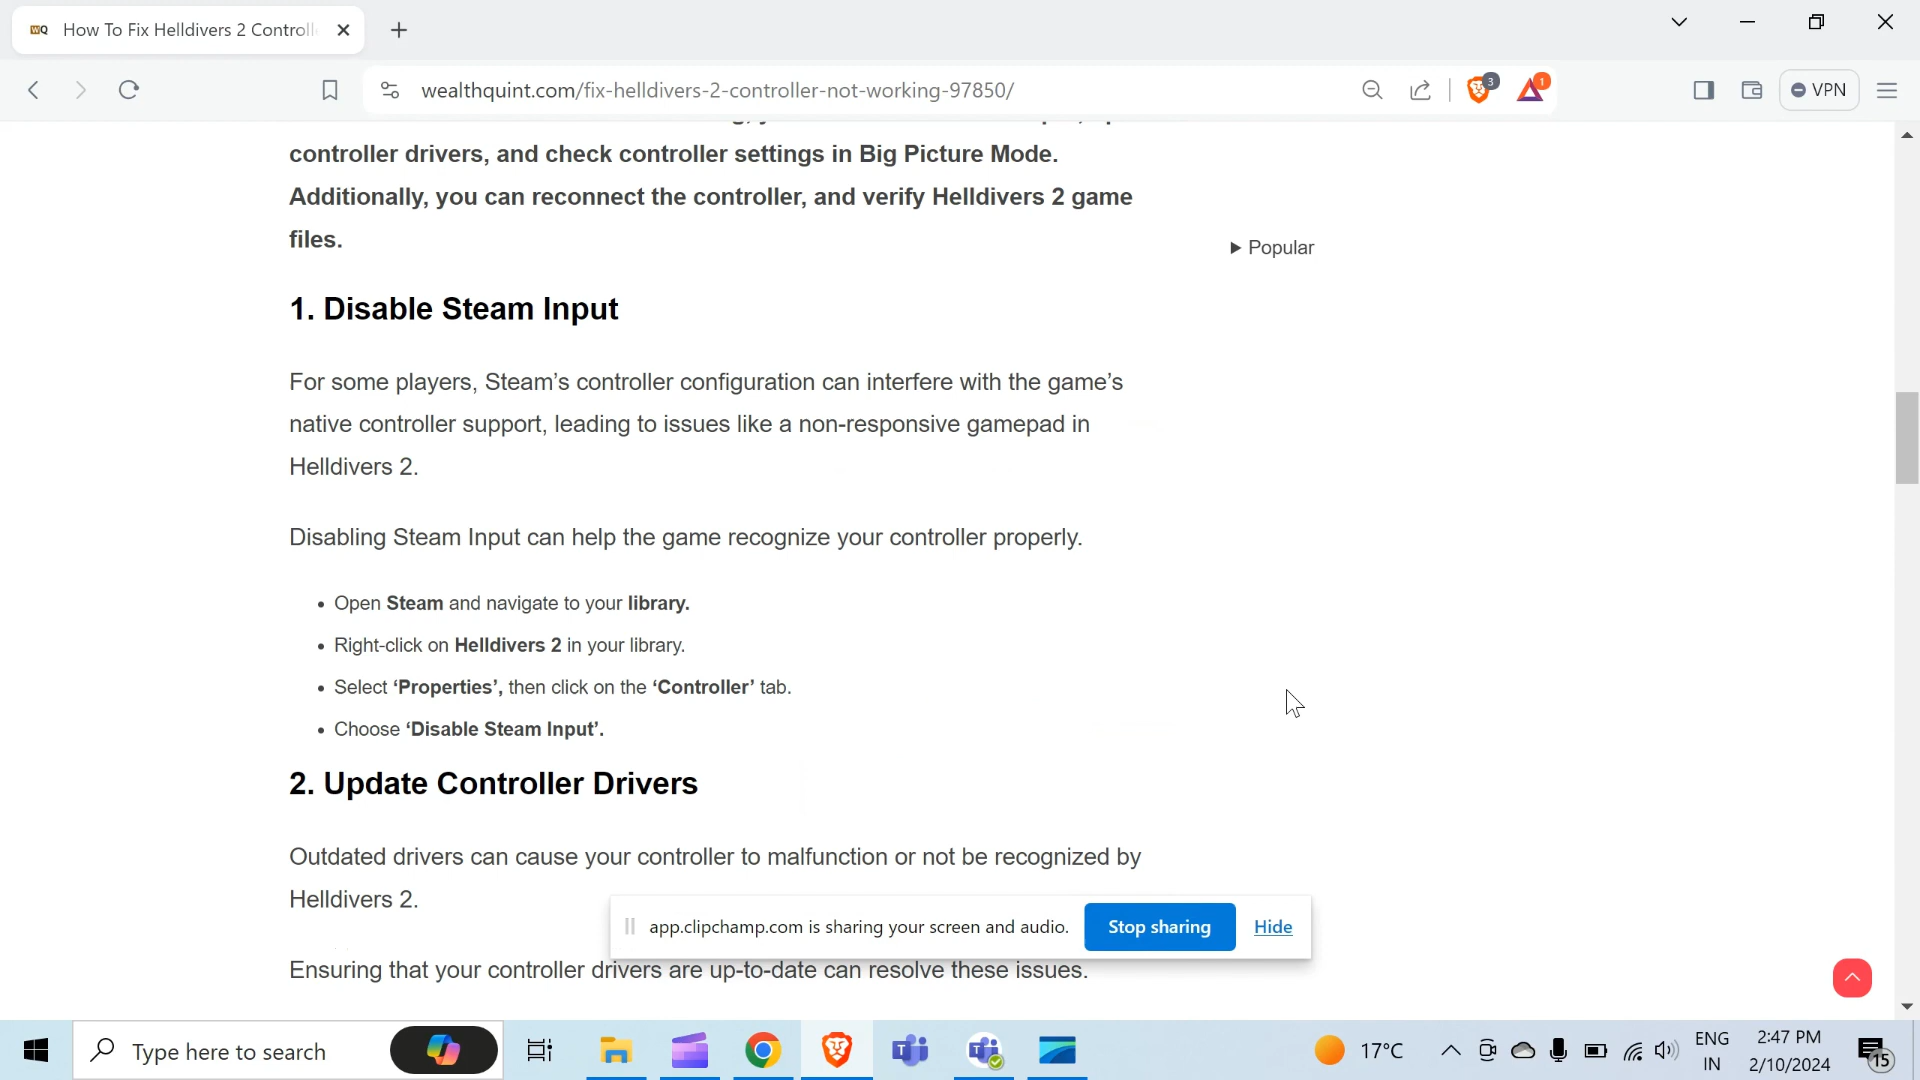 WQ How To Fix Helldivers 2 Controll
wealthquint.com/fix-helldivers-2-controller-not-working-97850/
3
1
VPN
controller drivers, and check controller settings in Big Picture Mode.
Additionally, you can reconnect the controller, and verify Helldivers 2 game
files.
Popular
1. Disable Steam Input
For some players, Steam’s controller configuration can interfere with the game’s
native controller support, leading to issues like a non-responsive gamepad in
Helldivers 2.
Disabling Steam Input can help the game recognize your controller properly.
• Open Steam and navigate to your library.
• Right-click on Helldivers 2 in your library.
• Select ‘Properties’, then click on the ‘Controller’ tab.
• Choose ‘Disable Steam Input’.
2. Update Controller Drivers
Outdated drivers can cause your controller to malfunction or not be recognized by
Helldivers 2.
app.clipchamp.com is sharing your screen and audio. Stop sharing Hide
Ensuring that your controller drivers are up-to-date can resolve these issues.
Type here to search
17°C
ENG
IN
2:47 PM
2/10/2024
15